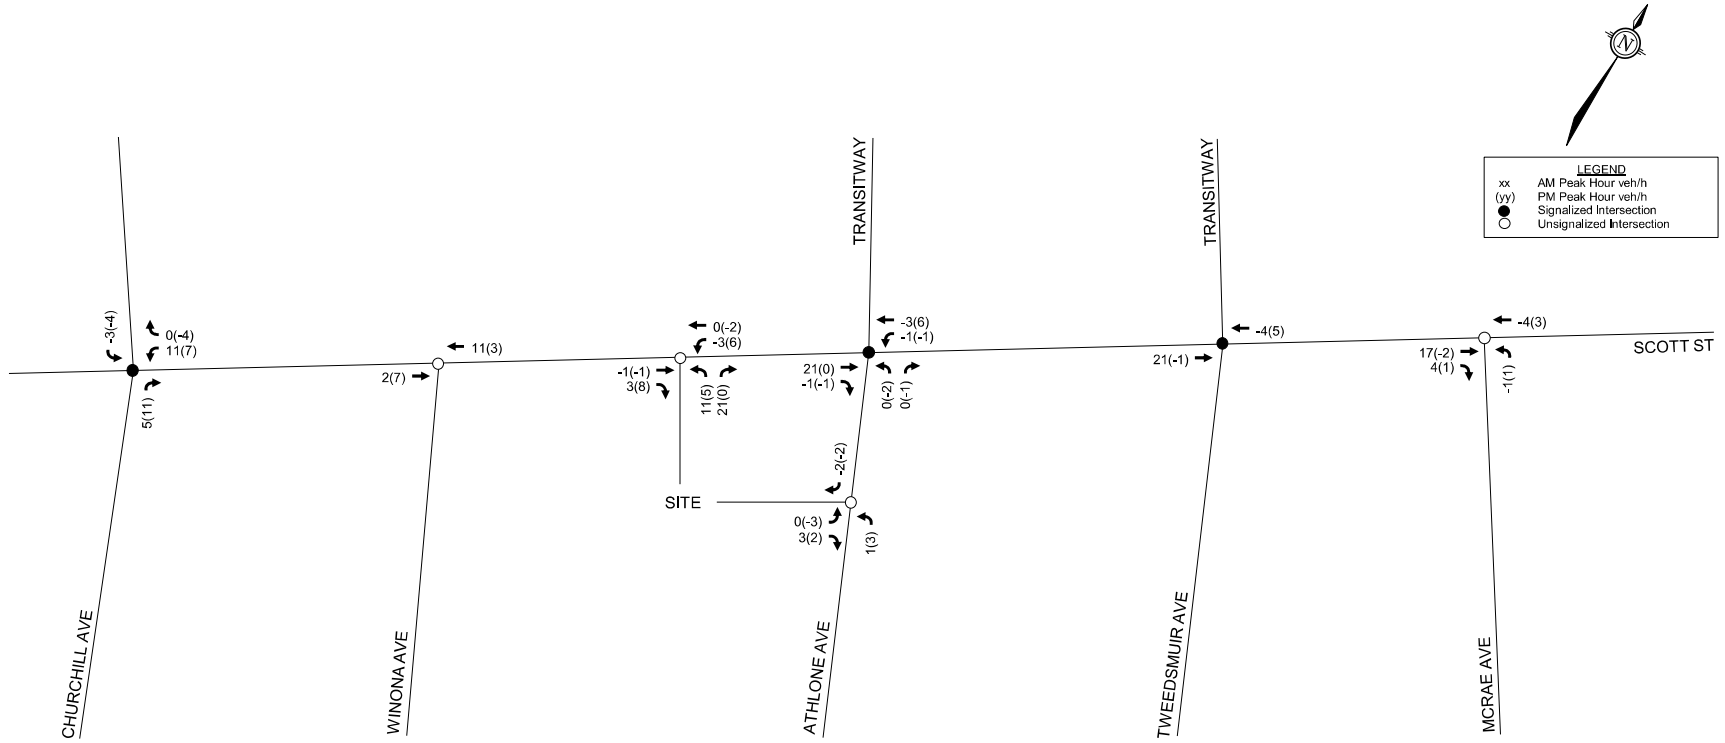 N
LEGEND
xx AM Peak Hour veh/h
(yy) PM Peak Hour veh/h
Signalized Intersection
Unsignalized Intersection
TRANSITWAY
TRANSITWAY
-3(-4)
0(-4)
11(7)
5(11)
11(3)
2(7)
0(-2)
-3(6)
-1(-1)
3(8)
11(5)
21(0)
-3(6)
-1(-1)
21(0)
-1(-1)
0(-2)
0(-1)
-4(5)
21(-1)
-4(3)
17(-2)
4(1)
-1(1)
SCOTT ST
-2(-2)
SITE
0(-3)
3(2)
1(3)
CHURCHILL AVE
WINONA AVE
ATHLONE AVE
TWEEDSMUIR AVE
MCRAE AVE